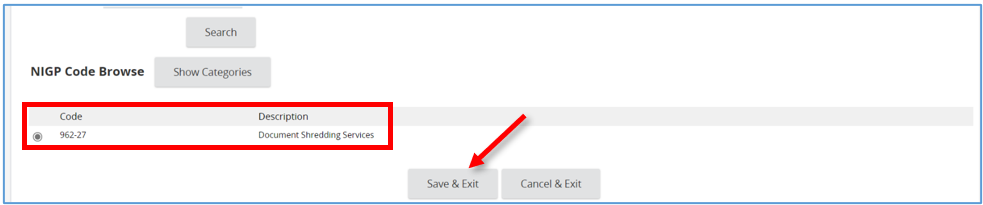 Search
NIGP Code Browse Show Categories
Code Description
962-27 Document Shredding Services
Save & Exit Cancel & Exit